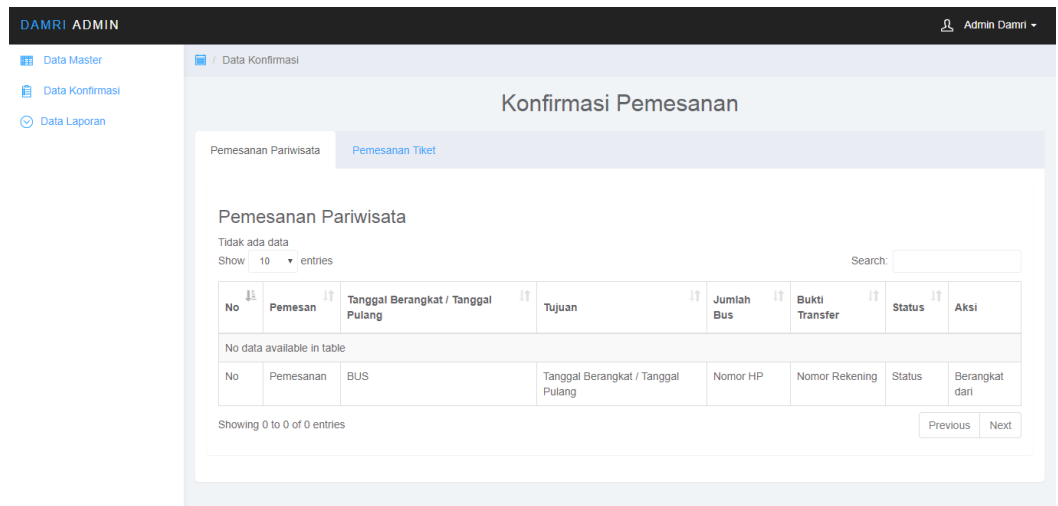 DAMRI ADMIN
Admin Damri
Data Master
/ Data Konfirmasi
Data Konfirmasi
Data Laporan
Konfirmasi Pemesanan
Pemesanan Pariwisata
Pemesanan Tiket
Pemesanan Pariwisata
Tidak ada data
Show 10 entries
Search:
No Pemesan Tanggal Berangkat / Tanggal Pulang Tujuan Jumlah Bus Bukti Transfer Status Aksi
No data available in table
No Pemesanan BUS Tanggal Berangkat / Tanggal Pulang Nomor HP Nomor Rekening Status Berangkat dari
Showing 0 to 0 of 0 entries
Previous Next